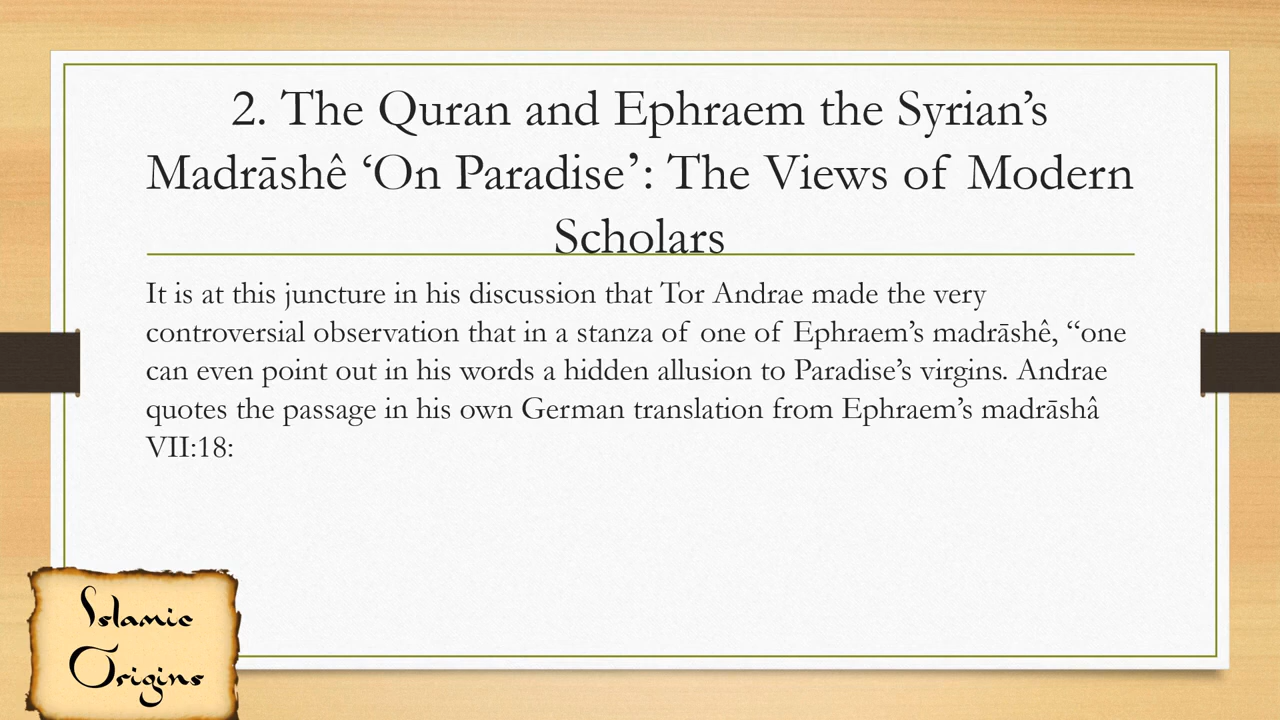 2. The Quran and Ephraem the Syrian’s
Madrāshê ‘On Paradise’: The Views of Modern
Scholars
It is at this juncture in his discussion that Tor Andrae made the very
controversial observation that in a stanza of one of Ephraem’s madrāshê, “one
can even point out in his words a hidden allusion to Paradise’s virgins. Andrae
quotes the passage in his own German translation from Ephraem’s madrāshâ
VII:18:
Islamic
Origins